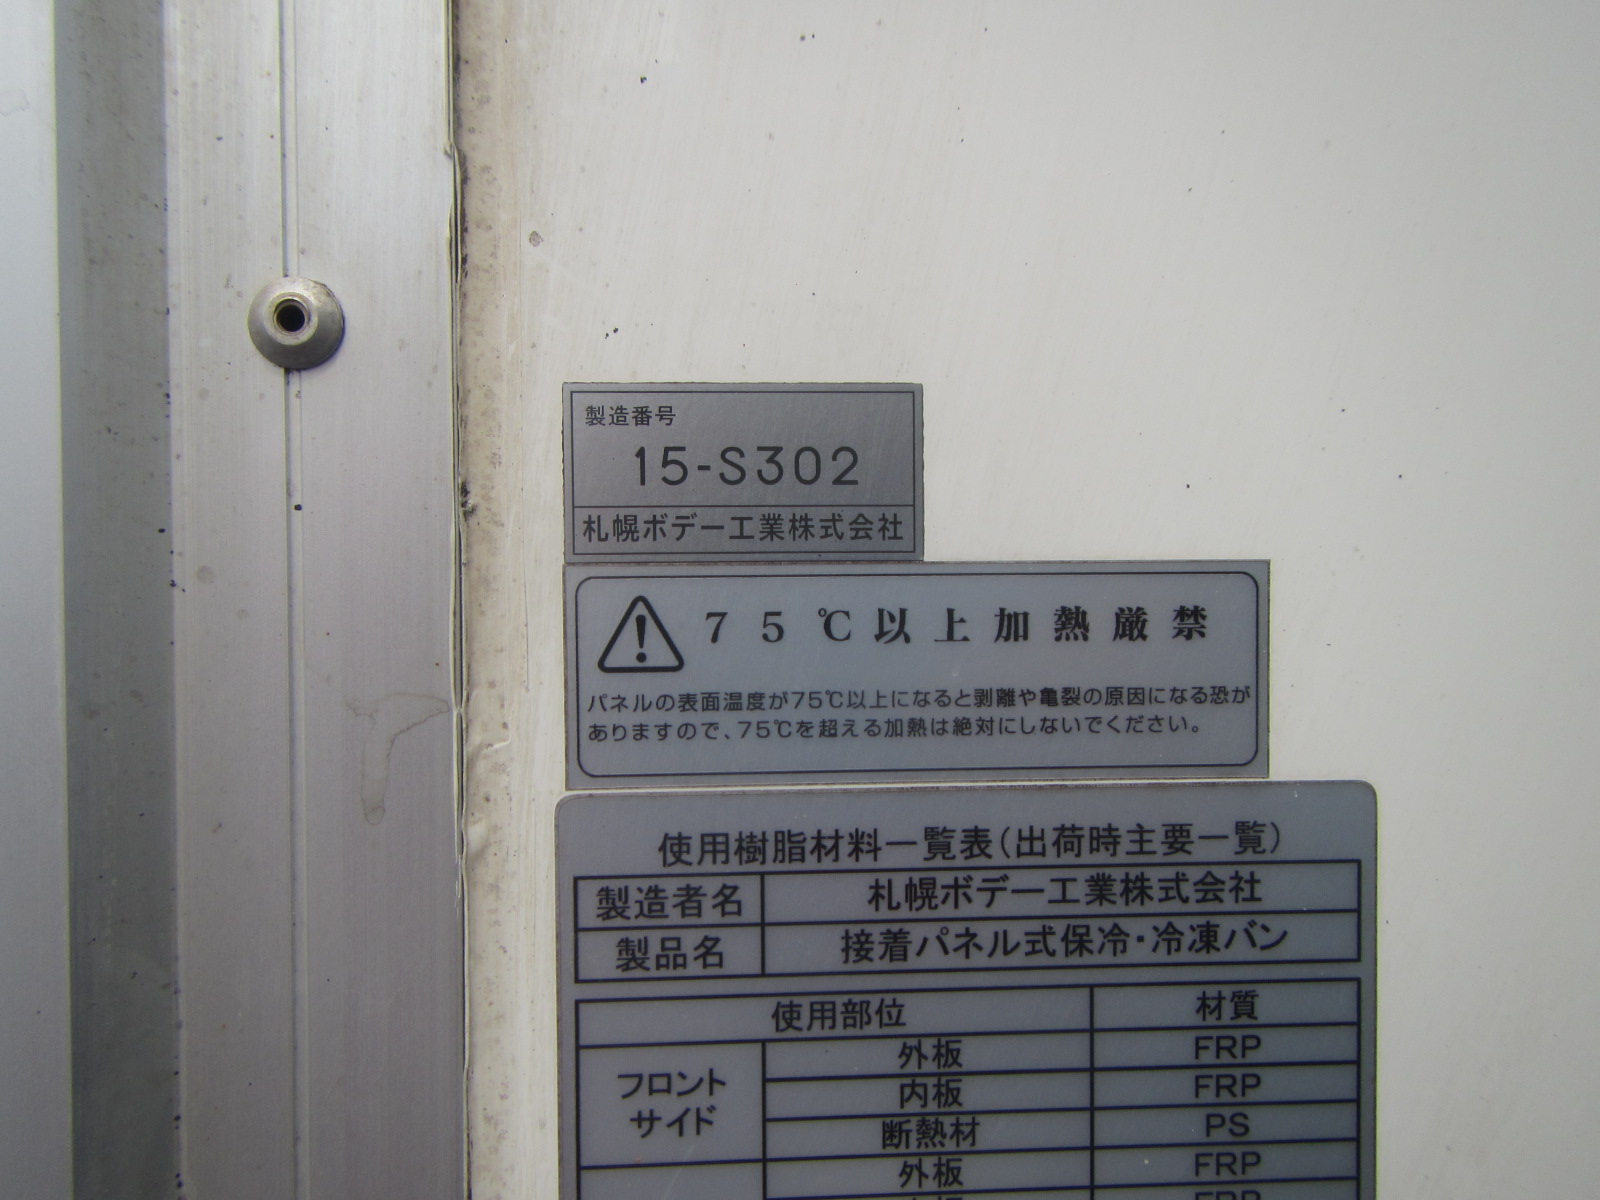 製造番号
15-S302
札幌ボデー工業株式会社
75℃以上加熱厳禁
パネルの表面温度が75℃以上になると剥離や亀裂の原因になる恐が
ありますので、75℃を超える加熱は絶対にしないでください。
使用樹脂材料一覧表(出荷時主要一覧)
製造者名 札幌ボデー工業株式会社
製品名 接着パネル式保冷・冷凍バン
使用部位 材質
フロント
サイド
外板 FRP
内板 FRP
断熱材 PS
外板 FRP